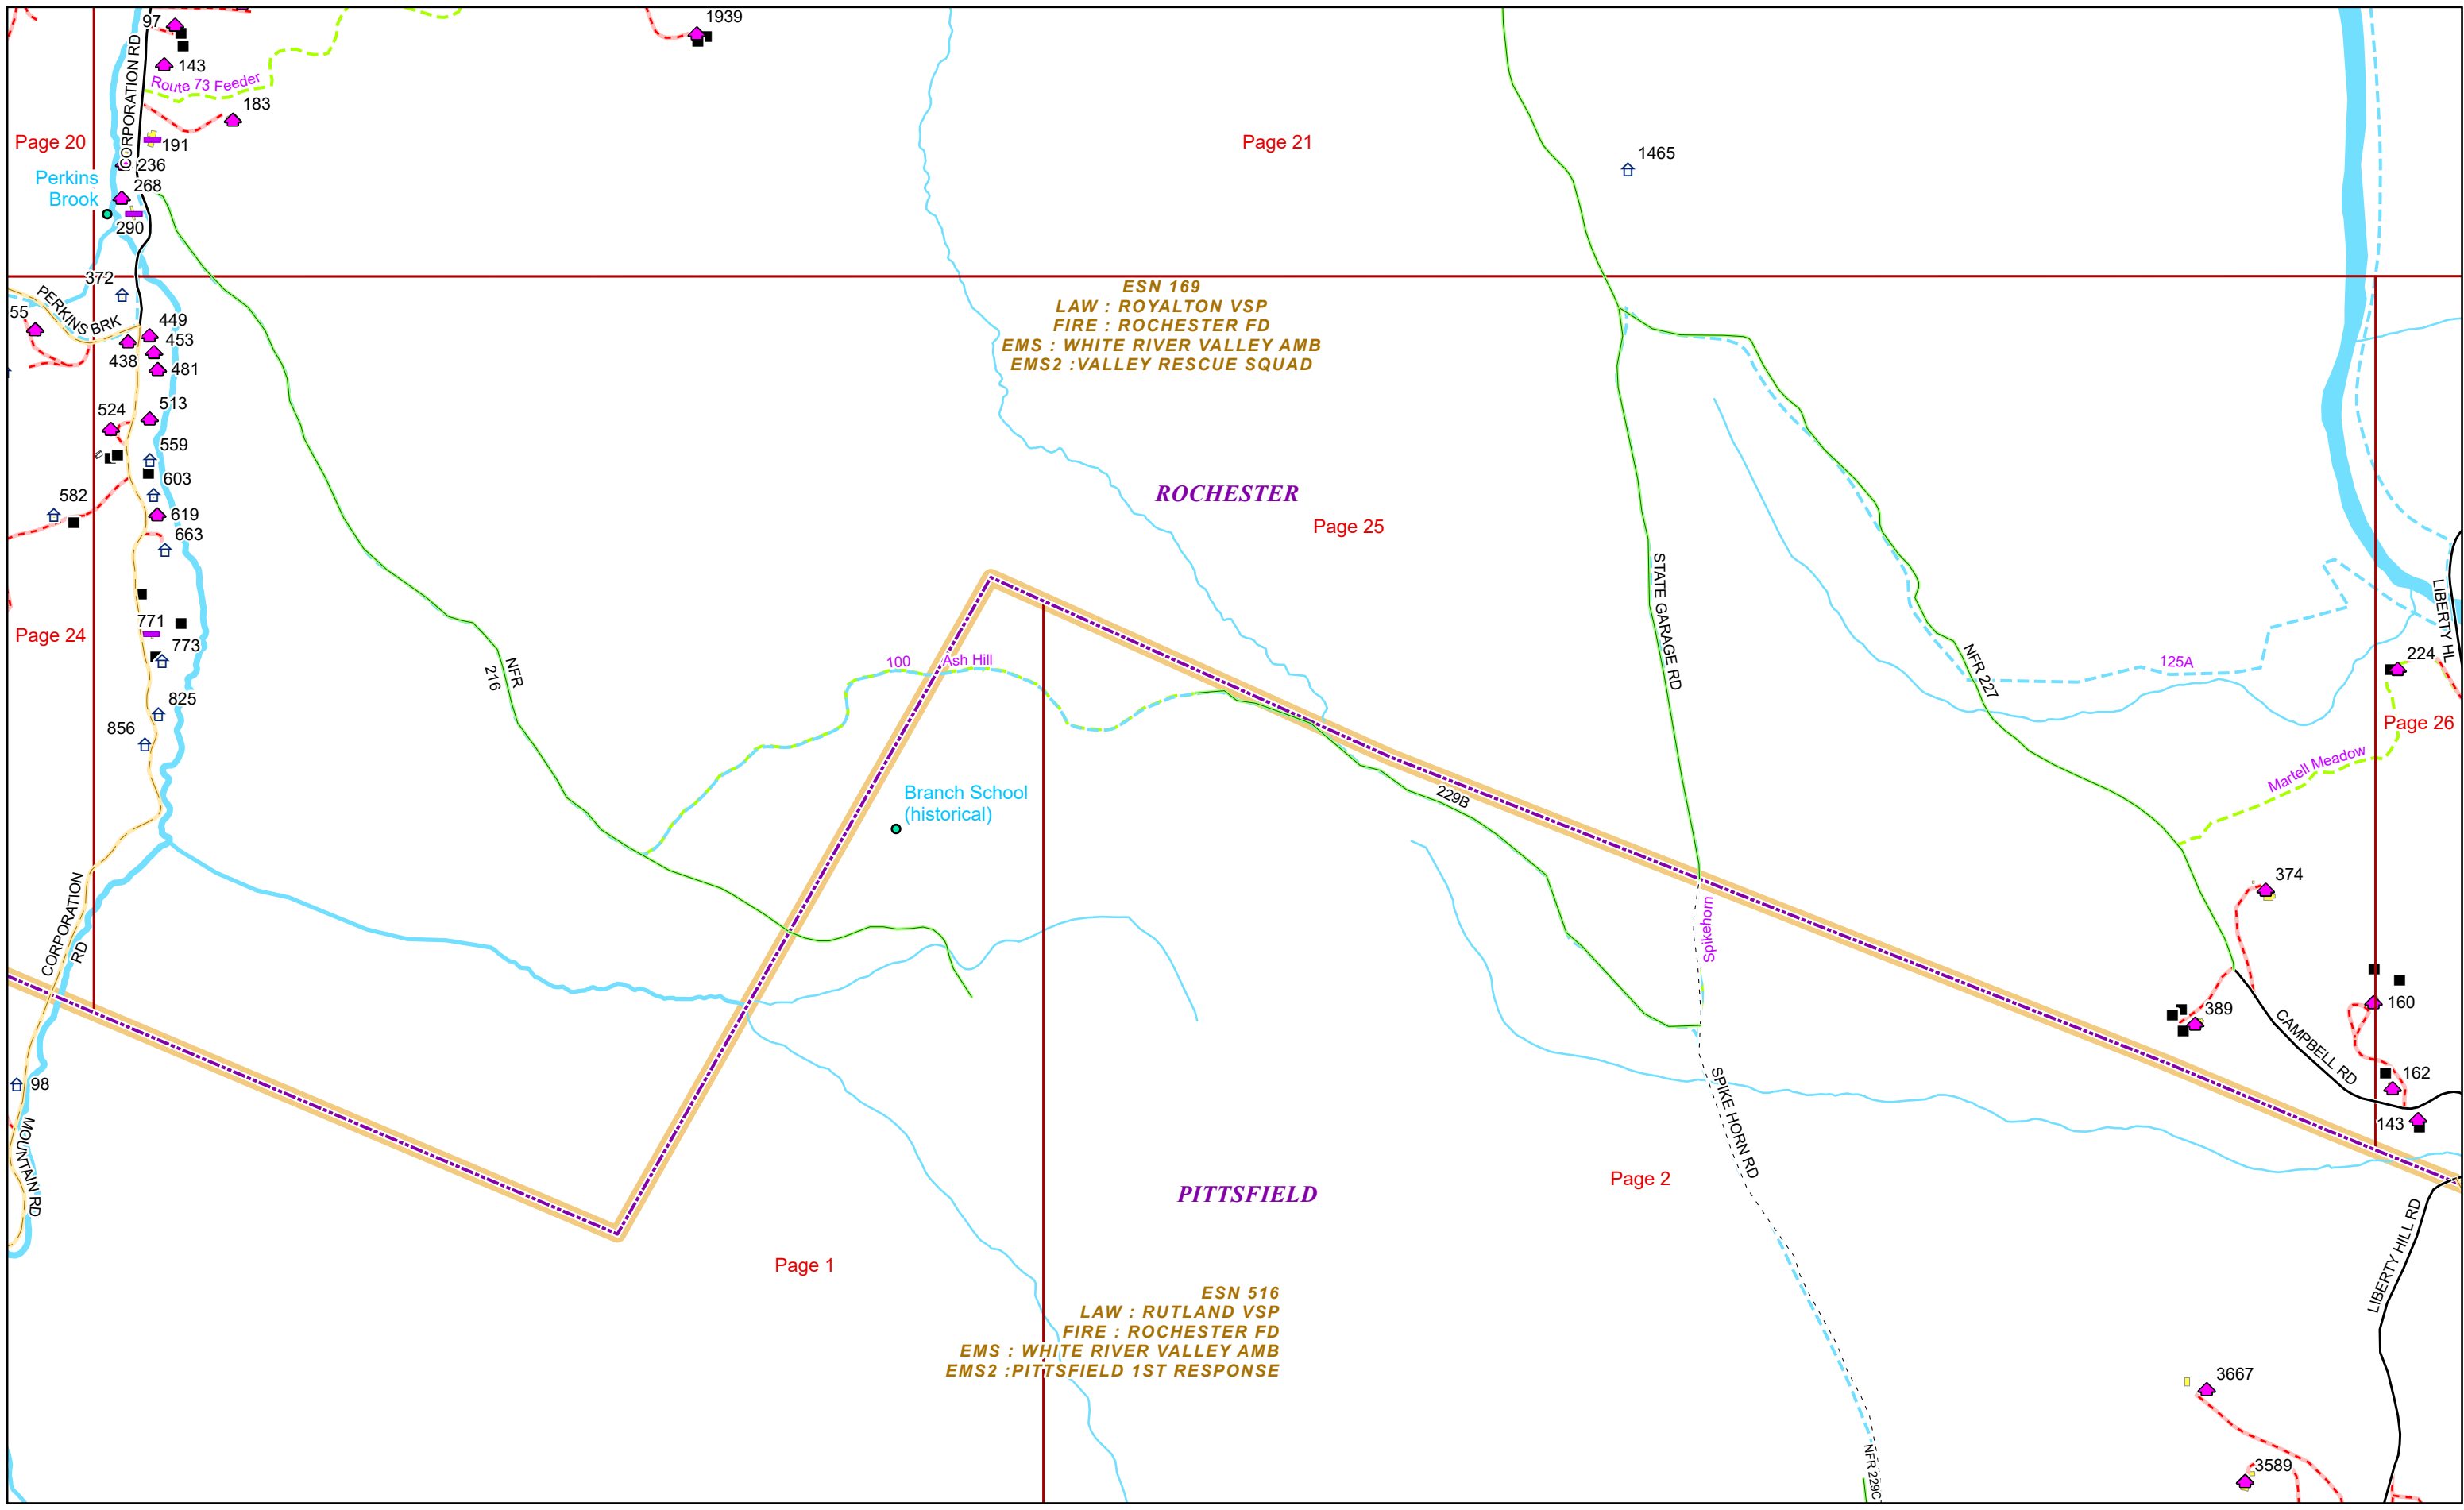 97
CORPORATION RD
143
Route 73 Feeder
183
1939
Page 20
191
236
Perkins
Brook
268
290
Page 21
1465
372
PERKINS BRK
55
449
453
438
481
524
513
559
603
582
619
663
ESN 169
LAW : ROYALTON VSP
FIRE : ROCHESTER FD
EMS : WHITE RIVER VALLEY AMB
EMS2 :VALLEY RESCUE SQUAD
ROCHESTER
Page 25
STATE GARAGE RD
LIBERTY HL
Page 24
771
773
825
856
NFR
216
100
Ash Hill
NFR 227
125A
224
Page 26
Martell Meadow
Branch School
(historical)
229B
CORPORATION
RD
Spikehorn
374
389
160
CAMPBELL RD
162
143
98
MOUNTAIN RD
SPIKE HORN RD
PITTSFIELD
Page 2
Page 1
LIBERTY HILL RD
ESN 516
LAW : RUTLAND VSP
FIRE : ROCHESTER FD
EMS : WHITE RIVER VALLEY AMB
EMS2 :PITTSFIELD 1ST RESPONSE
3667
3589
NFR 229C